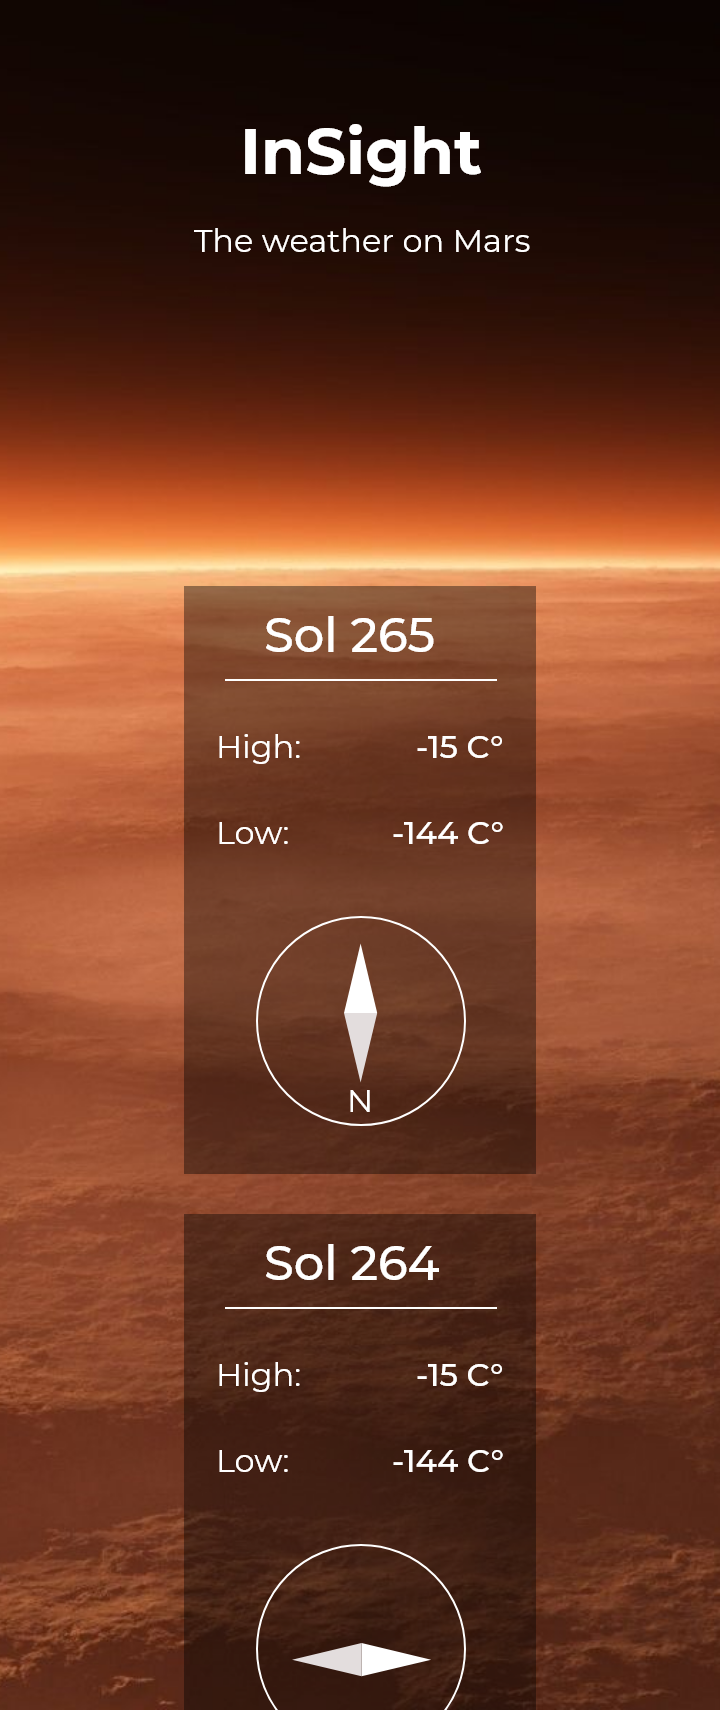 InSight
The weather on Mars
Sol 265
High: -15 C°
Low: -144 C°
N
Sol 264
High: -15 C°
Low: -144 C°